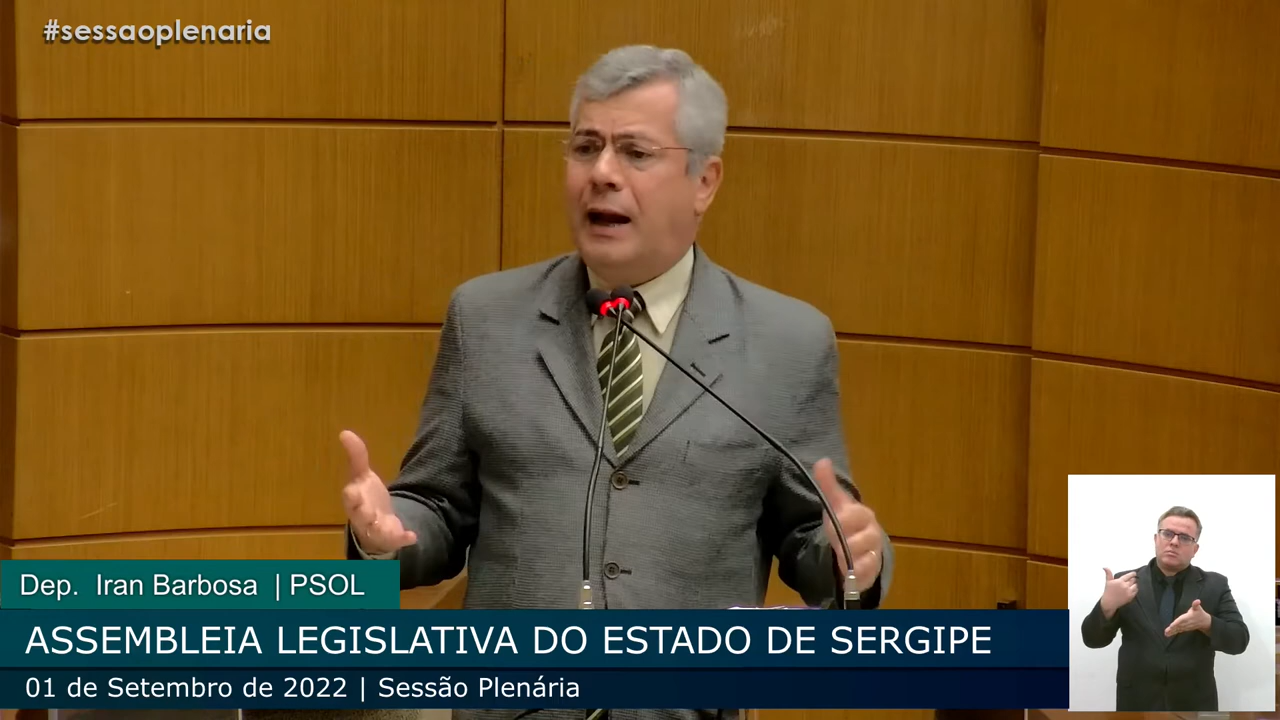 #sessaoplenaria
Dep. Iran Barbosa | PSOL
ASSEMBLEIA LEGISLATIVA DO ESTADO DE SERGIPE
01 de Setembro de 2022 | Sessão Plenária